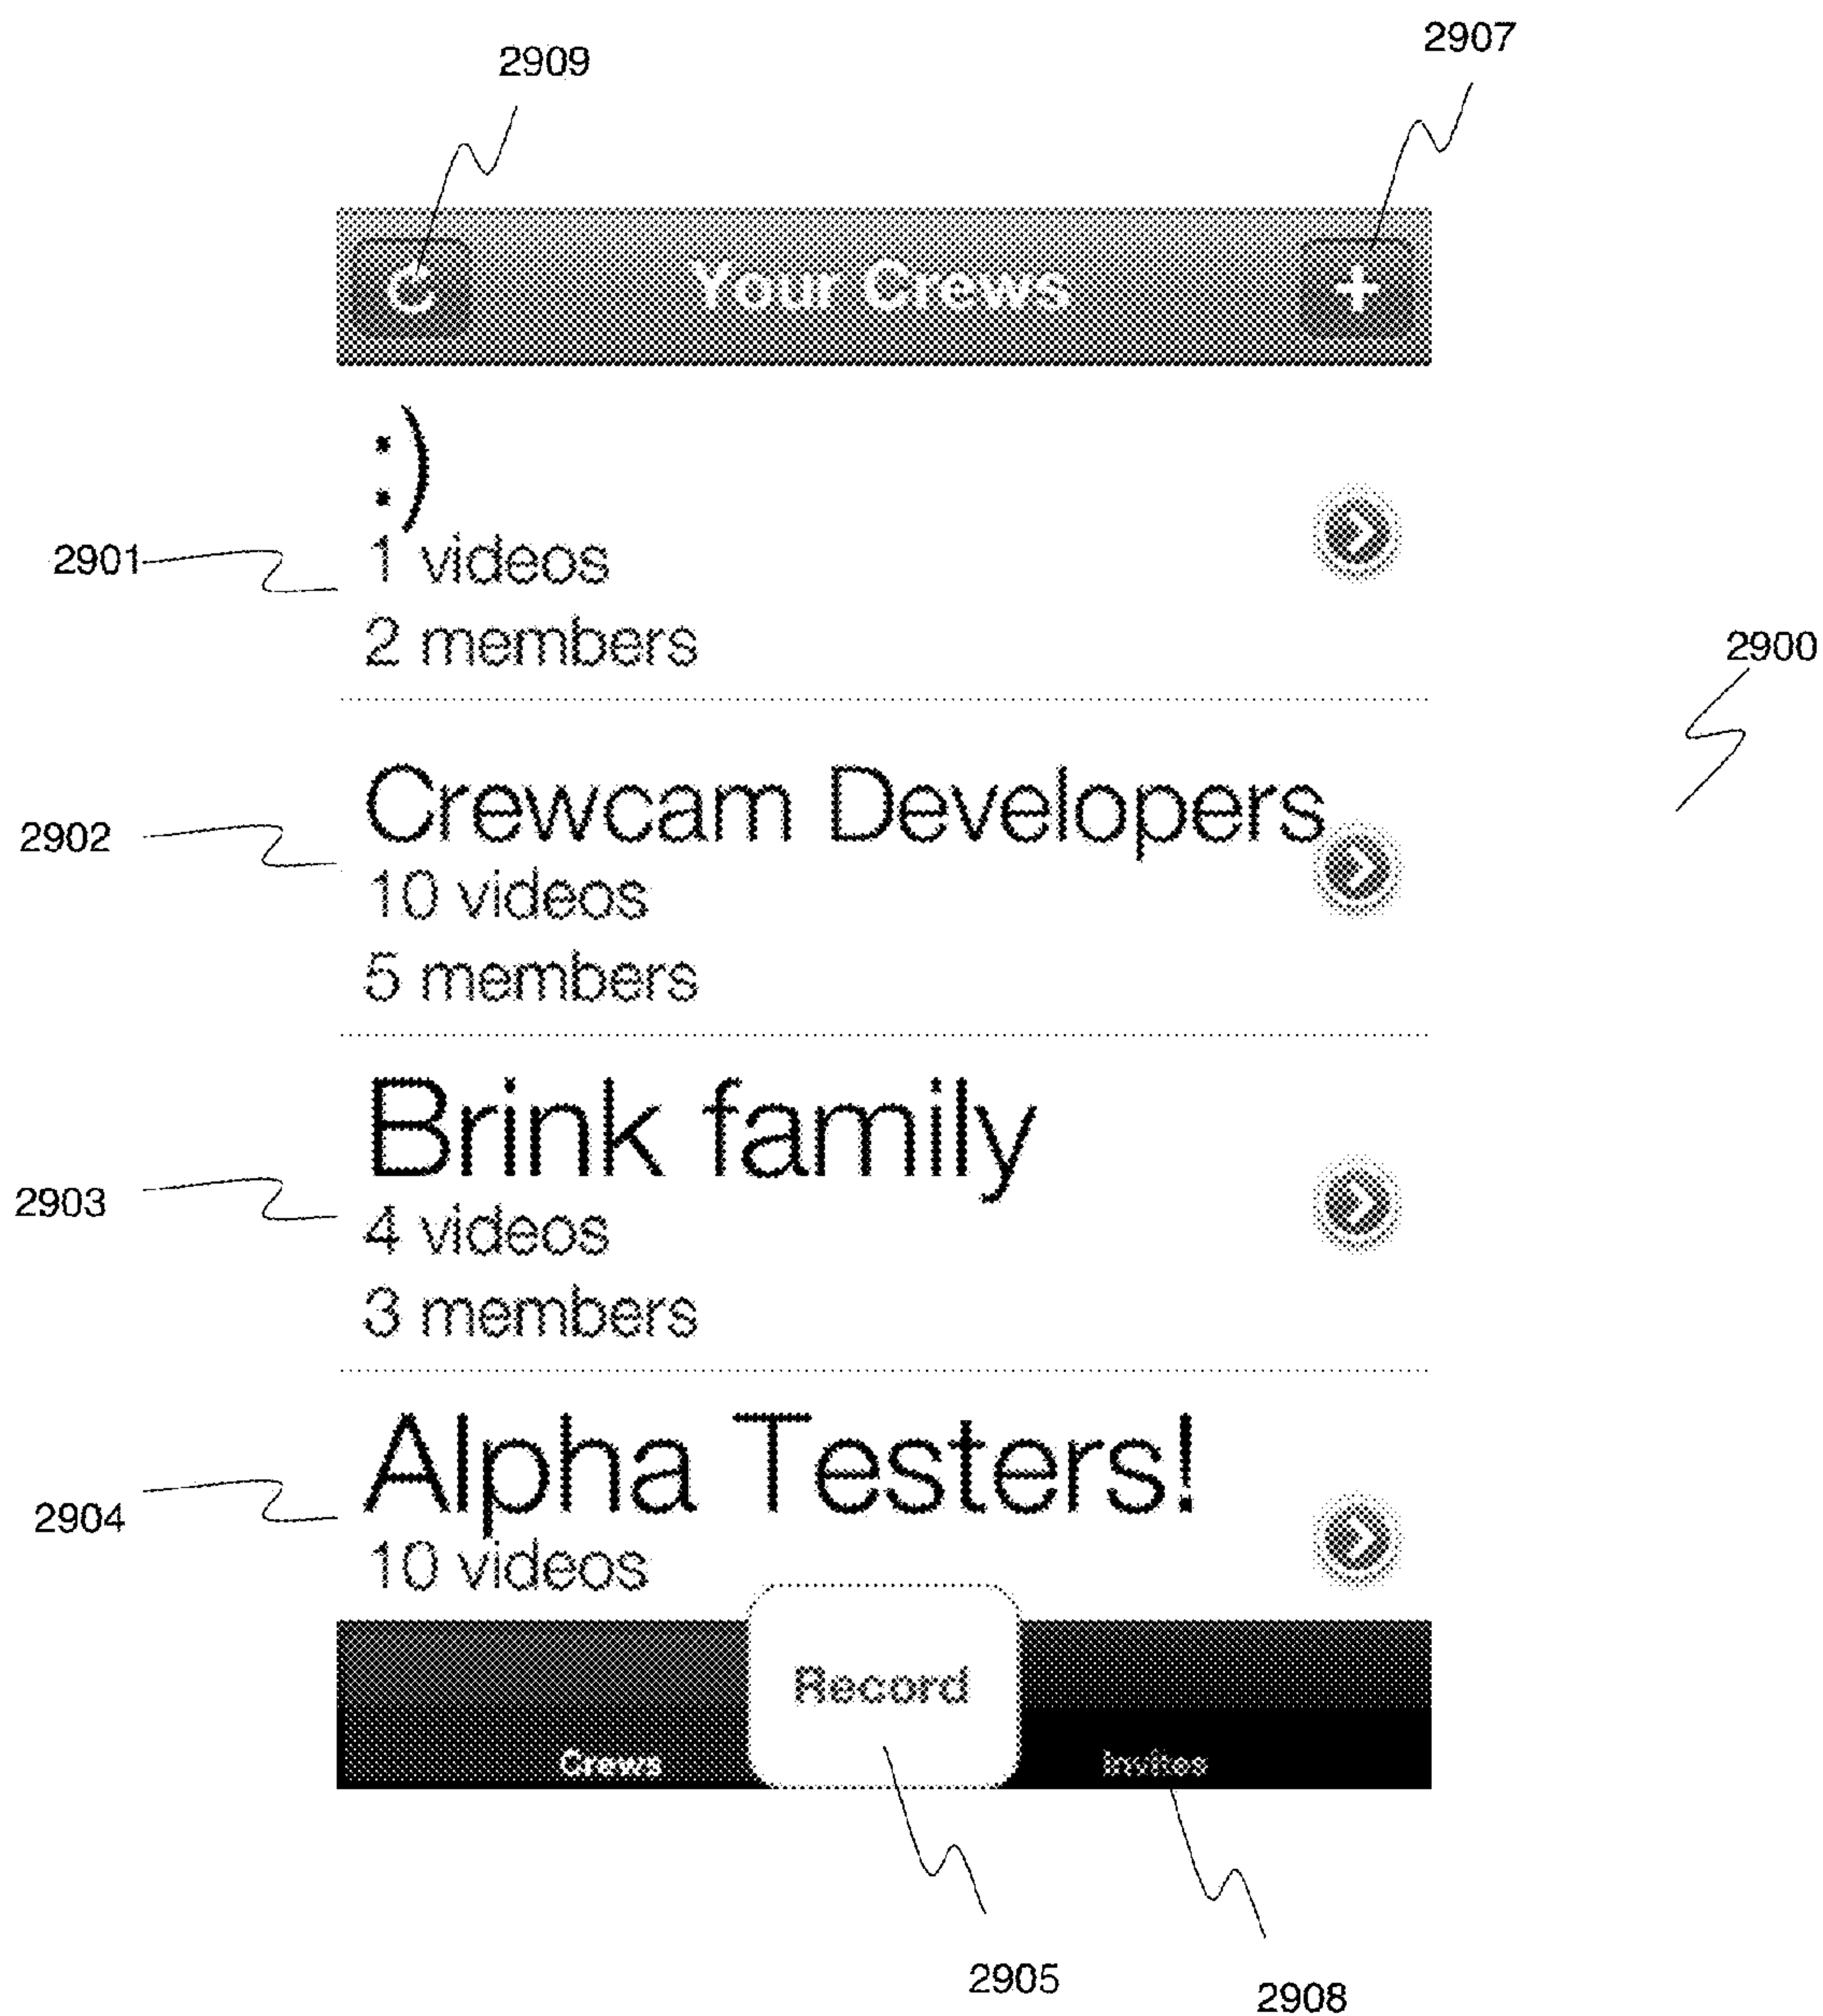 2909
2907
Your Crews
+
:)
1 videos
2 members
2901
2900
Crewcam Developers
10 videos
5 members
2902
Brink family
4 videos
3 members
2903
Alpha Testers!
10 videos
2904
Record
Crews
Invites
2905
2908